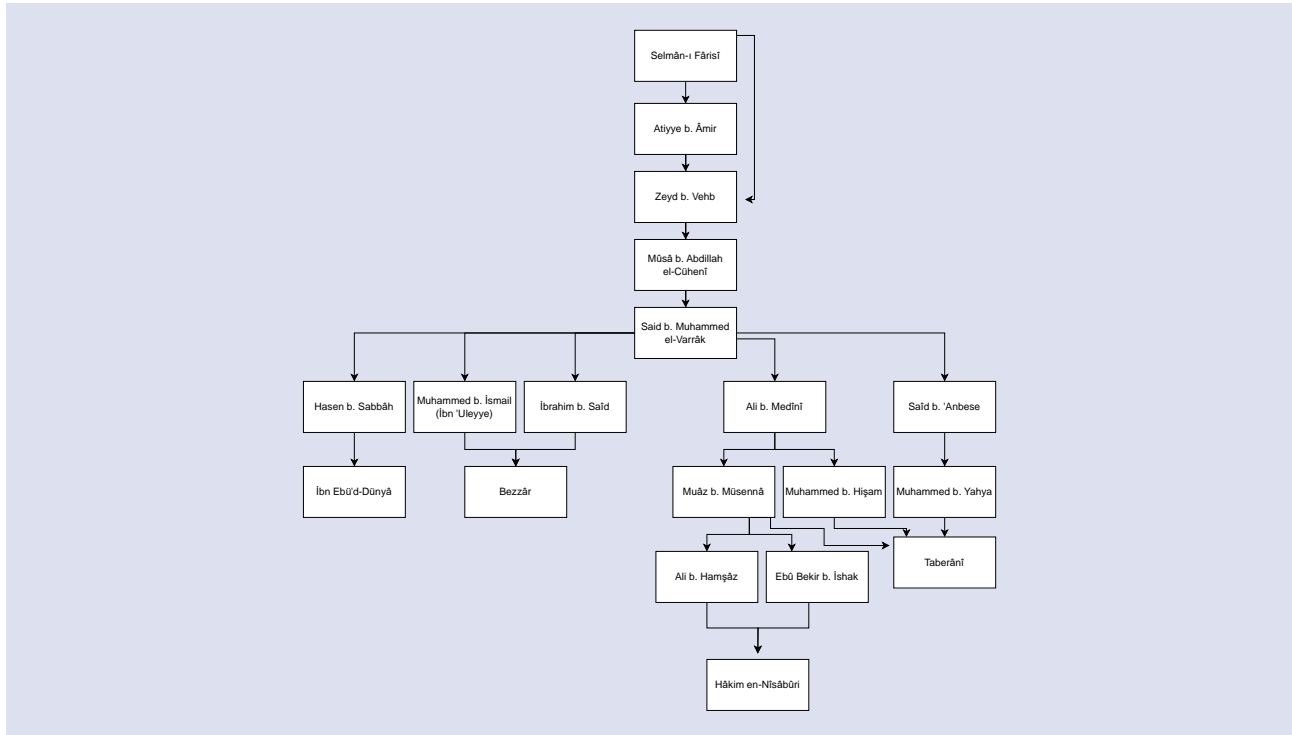 Selmân-ı Fârisî
Atiyye b. Âmir
Zeyd b. Vehb
Mûsâ b. Abdillah
el-Cühenî
Said b. Muhammed
el-Varrâk
Hasen b. Sabbâh
Muhammed b. İsmail
(İbn 'Uleyye)
İbrahim b. Saîd
Ali b. Medînî
Saîd b. 'Anbese
İbn Ebü'd-Dünyâ
Bezzâr
Muâz b. Müsennâ
Muhammed b. Hişam
Muhammed b. Yahya
Ali b. Hamşâz
Ebû Bekir b. İshak
Taberânî
Hâkim en-Nîsâbûri